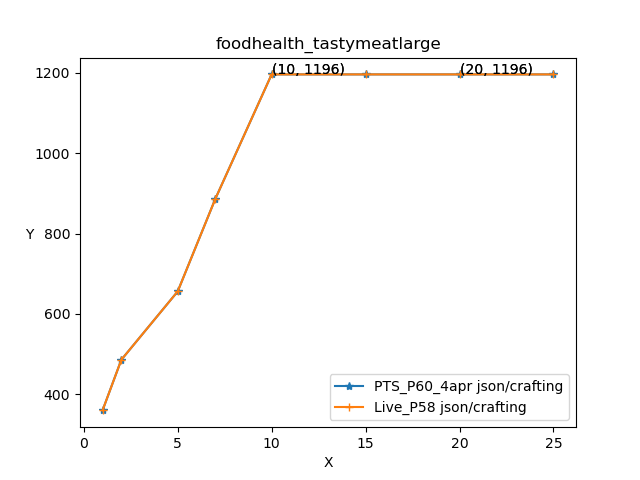 foodhealth_tastymeatlarge
1200
(10, 1196)
(20, 1196)
1000
Y
800
600
400
PTS_P60_4apr json/crafting
Live_P58 json/crafting
0 5 10 15 20 25
X